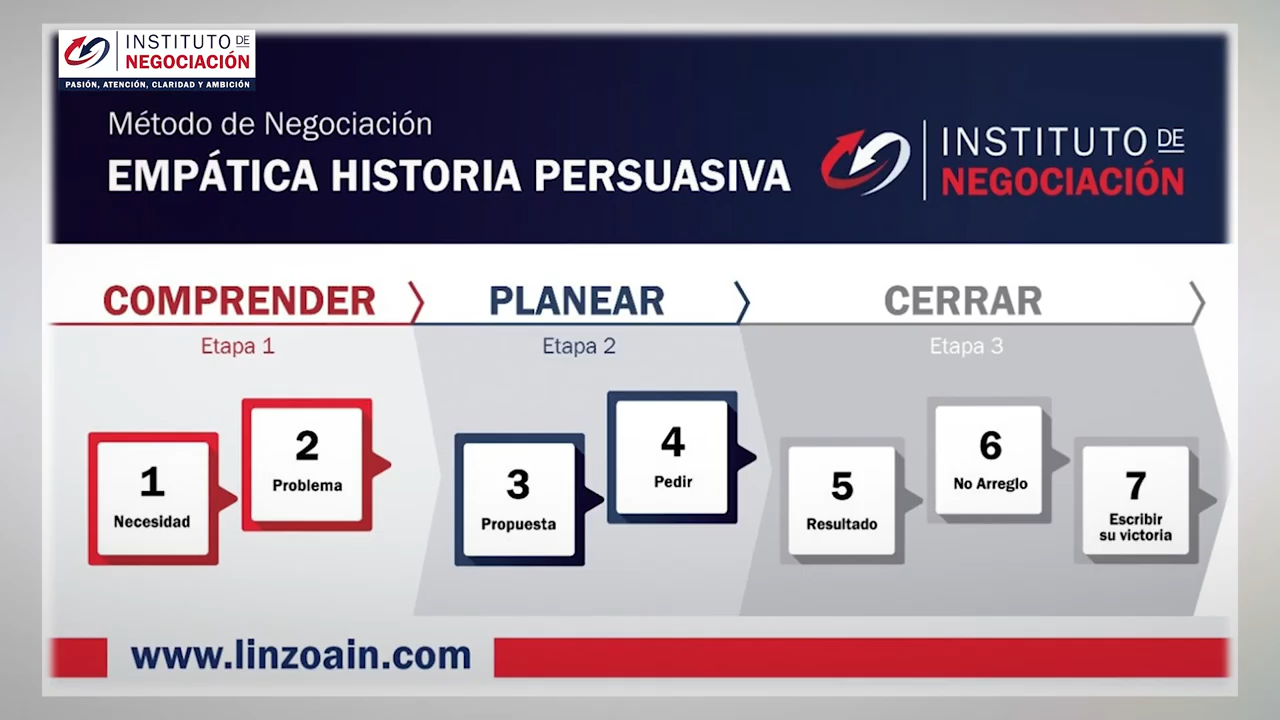 INSTITUTO DE
NEGOCIACIÓN
PASIÓN, ATENCIÓN, CLARIDAD Y AMBICIÓN
Método de Negociación
EMPÁTICA HISTORIA PERSUASIVA
INSTITUTO DE
NEGOCIACIÓN
COMPRENDER
Etapa 1
PLANEAR
Etapa 2
CERRAR
Etapa 3
1
Necesidad
2
Problema
3
Propuesta
4
Pedir
5
Resultado
6
No Arreglo
7
Escribir
su victoria
www.linzoain.com